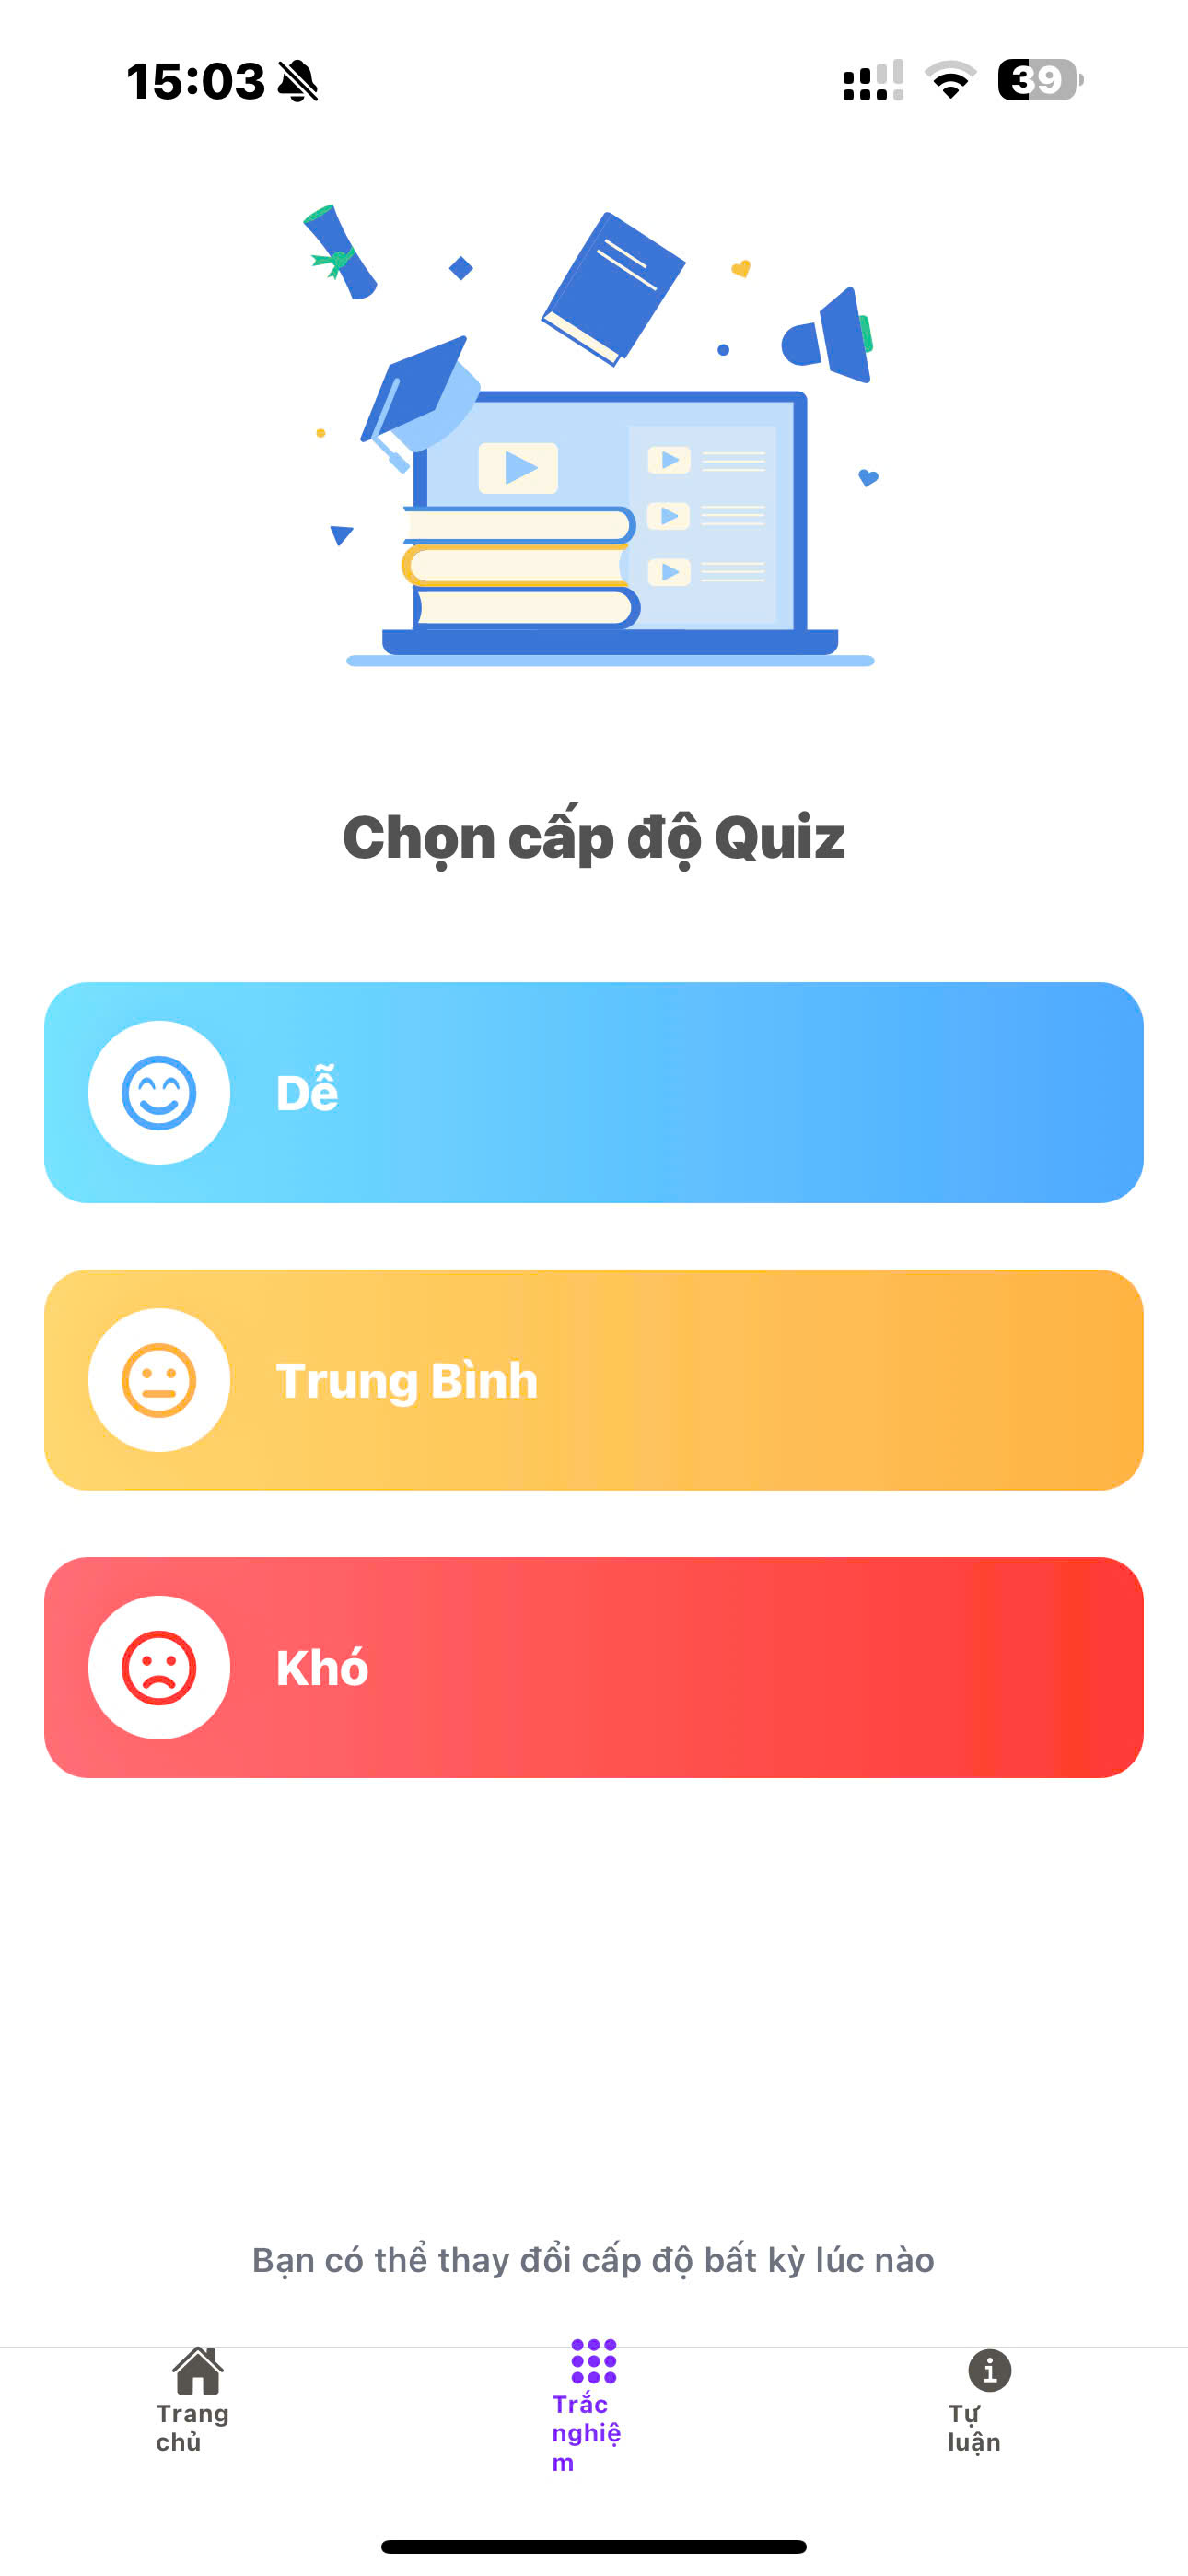 15:03
39
Chọn cấp độ Quiz
Dễ
Trung Bình
Khó
Bạn có thể thay đổi cấp độ bất kỳ lúc nào
Trang
chủ
Trắc
nghiệ
m
Tự
luận